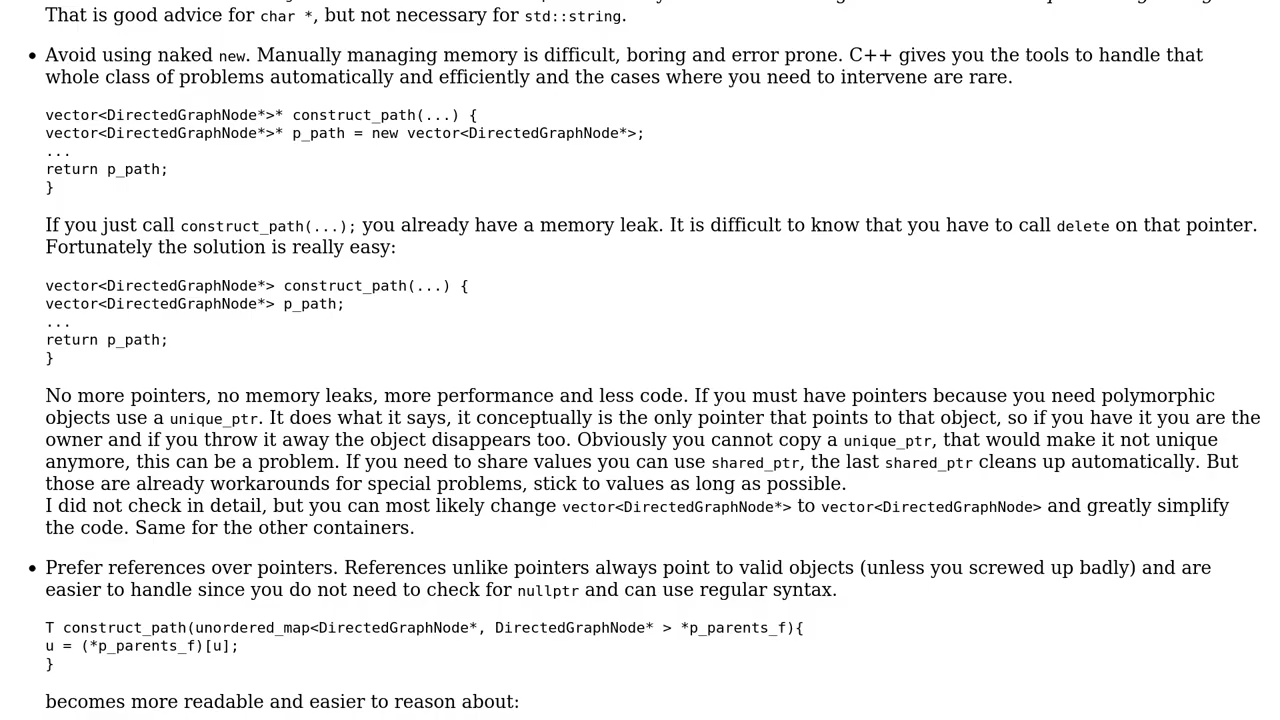 That is good advice for char *, but not necessary for std::string.
• Avoid using naked new. Manually managing memory is difficult, boring and error prone. C++ gives you the tools to handle that
whole class of problems automatically and efficiently and the cases where you need to intervene are rare.
vector<DirectedGraphNode*>* construct_path(...) {
vector<DirectedGraphNode*>* p_path = new vector<DirectedGraphNode*>;
...
return p_path;
}
If you just call construct_path(...); you already have a memory leak. It is difficult to know that you have to call delete on that pointer.
Fortunately the solution is really easy:
vector<DirectedGraphNode*> construct_path(...) {
vector<DirectedGraphNode*> p_path;
...
return p_path;
}
No more pointers, no memory leaks, more performance and less code. If you must have pointers because you need polymorphic
objects use a unique_ptr. It does what it says, it conceptually is the only pointer that points to that object, so if you have it you are the
owner and if you throw it away the object disappears too. Obviously you cannot copy a unique_ptr, that would make it not unique
anymore, this can be a problem. If you need to share values you can use shared_ptr, the last shared_ptr cleans up automatically. But
those are already workarounds for special problems, stick to values as long as possible.
I did not check in detail, but you can most likely change vector<DirectedGraphNode*> to vector<DirectedGraphNode> and greatly simplify
the code. Same for the other containers.
• Prefer references over pointers. References unlike pointers always point to valid objects (unless you screwed up badly) and are
easier to handle since you do not need to check for nullptr and can use regular syntax.
T construct_path(unordered_map<DirectedGraphNode*, DirectedGraphNode* > *p_parents_f){
u = (*p_parents_f)[u];
}
becomes more readable and easier to reason about: